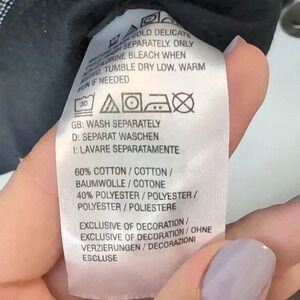 COLD DELICATE
SEPARATELY. ONLY
CHLORINE BLEACH WHEN
TUMBLE DRY LOW. WARM
IRON IF NEEDED
30
GB: WASH SEPARATELY
D: SEPARAT WASCHEN
I: LAVARE SEPARATAMENTE
60% COTTON / COTTON /
BAUMWOLLE / COTONE
40% POLYESTER / POLYESTER /
POLYESTER / POLIESTERE
EXCLUSIVE OF DECORATION /
EXCLUSIVE OF DECORATION / OHNE
VERZIERUNGEN / DECORAZIONI
ESCLUSE